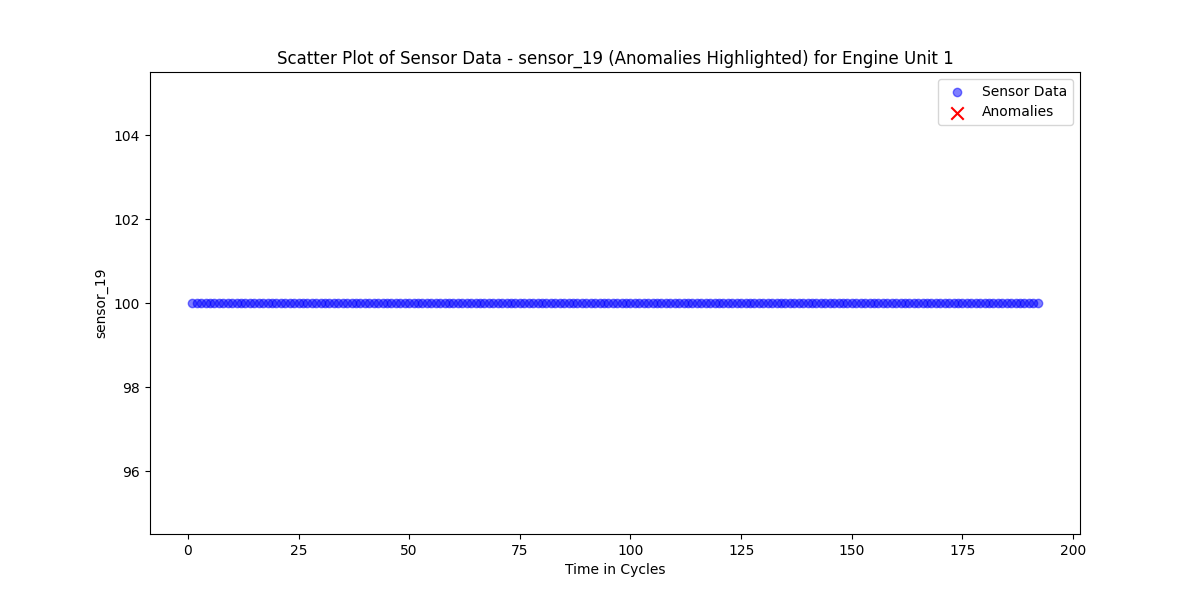 Scatter Plot of Sensor Data - sensor_19 (Anomalies Highlighted) for Engine Unit 1
Sensor Data
Anomalies
104
102
100
98
96
sensor_19
0 25 50 75 100 125 150 175 200
Time in Cycles